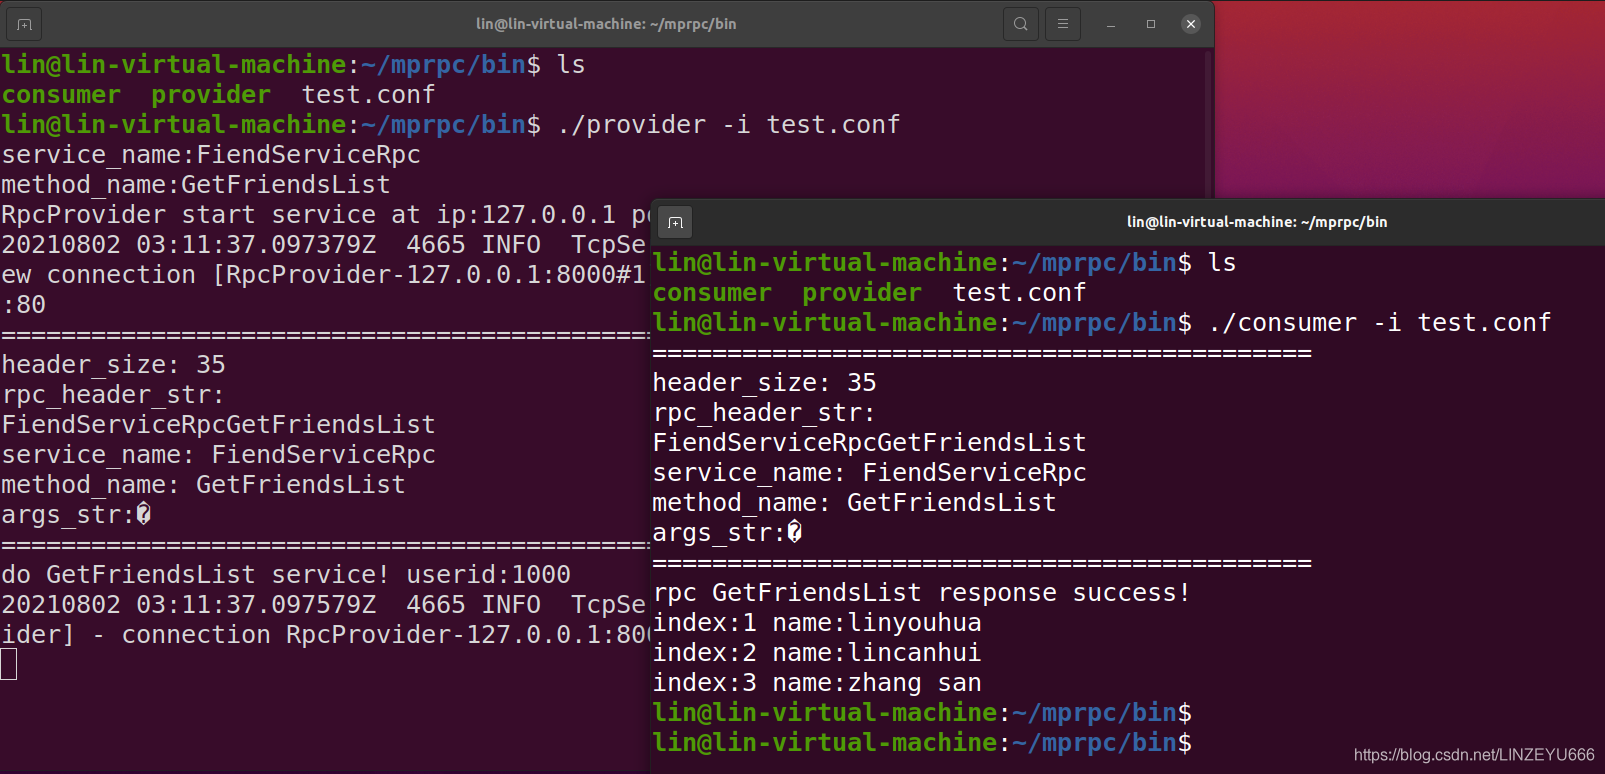 lin@lin-virtual-machine: ~/mprpc/bin
lin@lin-virtual-machine:~/mprpc/bin$ ls
consumer  provider  test.conf
lin@lin-virtual-machine:~/mprpc/bin$ ./provider -i test.conf
service_name:FiendServiceRpc
method_name:GetFriendsList
RpcProvider start service at ip:127.0.0.1
20210802 03:11:37.097379Z  4665 INFO  TcpSe
ew connection [RpcProvider-127.0.0.1:8000#1
:80
============================================
header_size: 35
rpc_header_str:
FiendServiceRpcGetFriendsList
service_name: FiendServiceRpc
method_name: GetFriendsList
args_str:�
============================================
do GetFriendsList service! userid:1000
20210802 03:11:37.097579Z  4665 INFO  TcpSe
ider] - connection RpcProvider-127.0.0.1:800
lin@lin-virtual-machine: ~/mprpc/bin
lin@lin-virtual-machine:~/mprpc/bin$ ls
consumer  provider  test.conf
lin@lin-virtual-machine:~/mprpc/bin$ ./consumer -i test.conf
============================================
header_size: 35
rpc_header_str:
FiendServiceRpcGetFriendsList
service_name: FiendServiceRpc
method_name: GetFriendsList
args_str:�
============================================
rpc GetFriendsList response success!
index:1 name:linyouhua
index:2 name:lincanhui
index:3 name:zhang san
lin@lin-virtual-machine:~/mprpc/bin$
lin@lin-virtual-machine:~/mprpc/bin$
https://blog.csdn.net/LINZEYU666